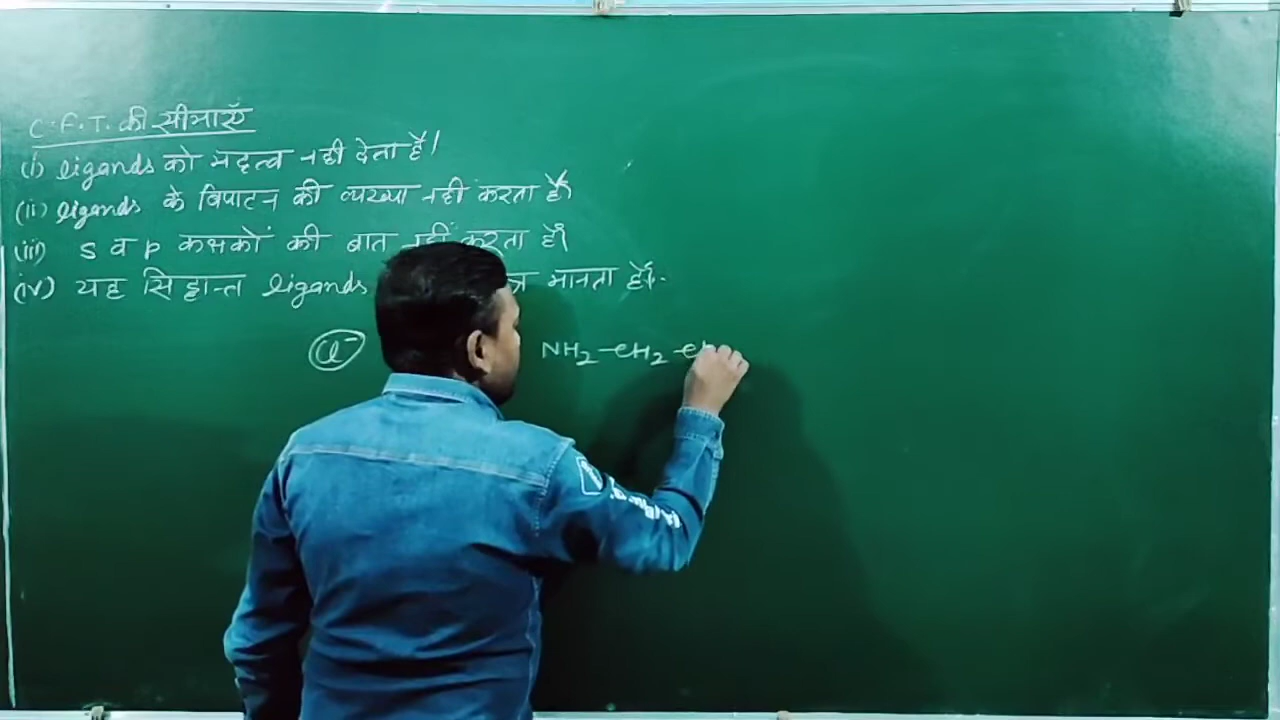 C.F.T. की सीमाएँ
(i) ligands को महत्व नही देता है।
(ii) ligands के विपाटन की व्यख्या नही करता है।
(iii) s व p कक्षकों की बात नहीं करता है।
(iv) यह सिद्धान्त ligands मानता है।
Cl⁻ NH₂-CH₂-